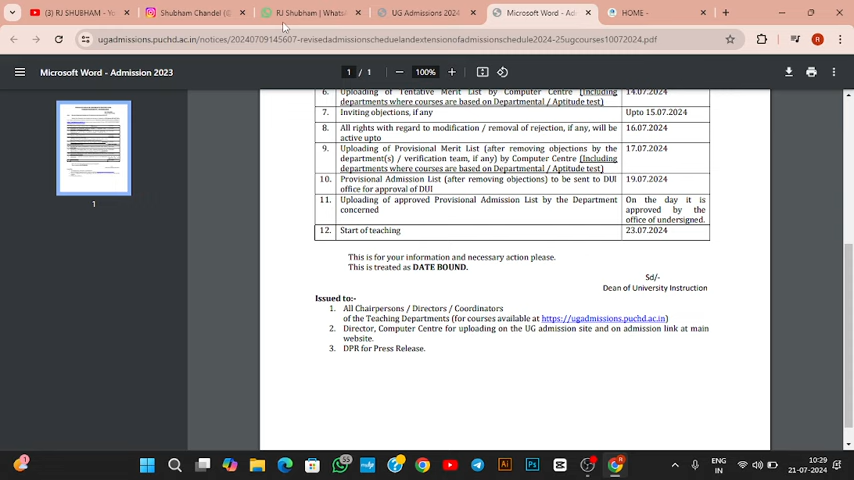 (3) RJ SHUBHAM - Yo
Shubham Chandel (@
RJ Shubham | Whats
UG Admissions 2024
Microsoft Word - Adm
HOME -
ugadmissions.puchd.ac.in/notices/20240709145607-revisedadmissionscheduelandextensionofadmissionschedule2024-25ugcourses10072024.pdf
R
Microsoft Word - Admission 2023
1 / 1
100%
6. Uploading of Tentative Merit List by Computer Centre (Including 14.07.2024
departments where courses are based on Departmental / Aptitude test)
7. Inviting objections, if any Upto 15.07.2024
8. All rights with regard to modification / removal of rejection, if any, will be 16.07.2024
active upto
9. Uploading of Provisional Merit List (after removing objections by the 17.07.2024
department(s) / verification team, if any) by Computer Centre (Including
departments where courses are based on Departmental / Aptitude test)
10. Provisional Admission List (after removing objections) to be sent to DUI 19.07.2024
office for approval of DUI
11. Uploading of approved Provisional Admission List by the Department On the day it is
concerned approved by the
office of undersigned.
12. Start of teaching 23.07.2024
1
This is for your information and necessary action please.
This is treated as DATE BOUND.
Sd/-
Dean of University Instruction
Issued to:-
1. All Chairpersons / Directors / Coordinators
of the Teaching Departments (for courses available at https://ugadmissions.puchd.ac.in)
2. Director, Computer Centre for uploading on the UG admission site and on admission link at main
website.
3. DPR for Press Release.
1
55
Ai
Ps
R
ENG
IN
10:29
21-07-2024